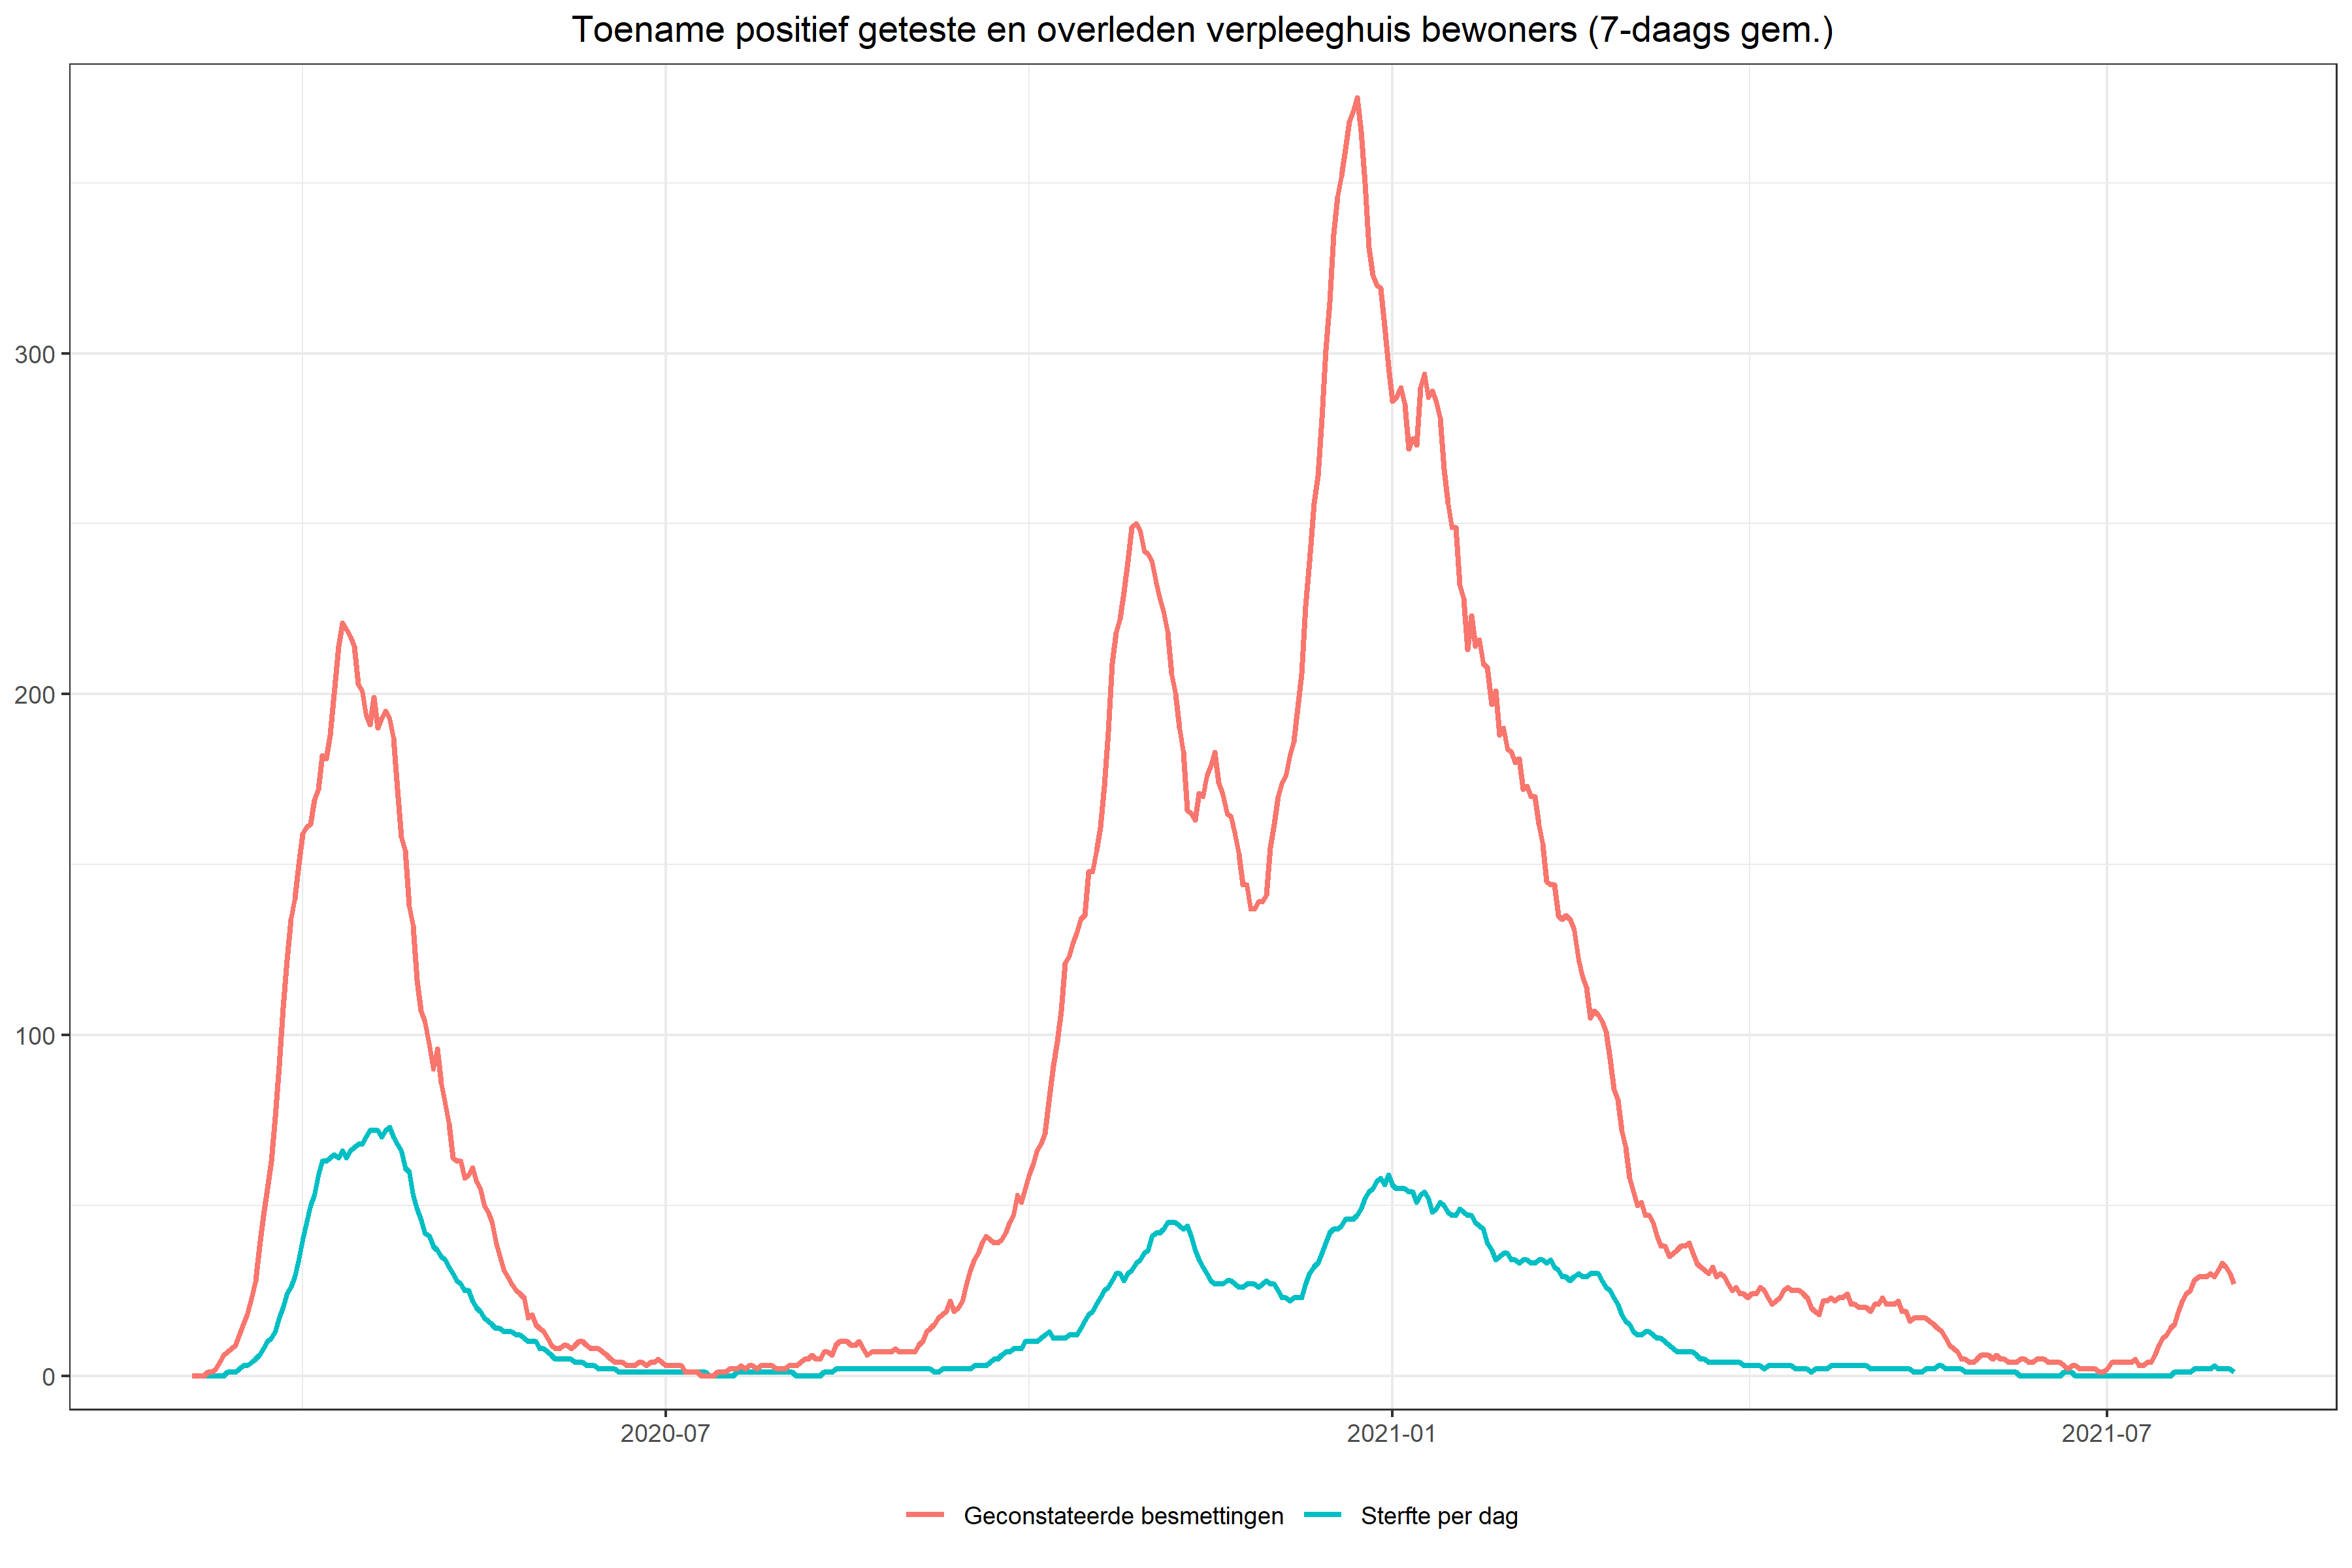 Toename positief geteste en overleden verpleeghuis bewoners (7-daags gem.)
300
200
100
0
2020-07 2021-01 2021-07
Geconstateerde besmettingen Sterfte per dag